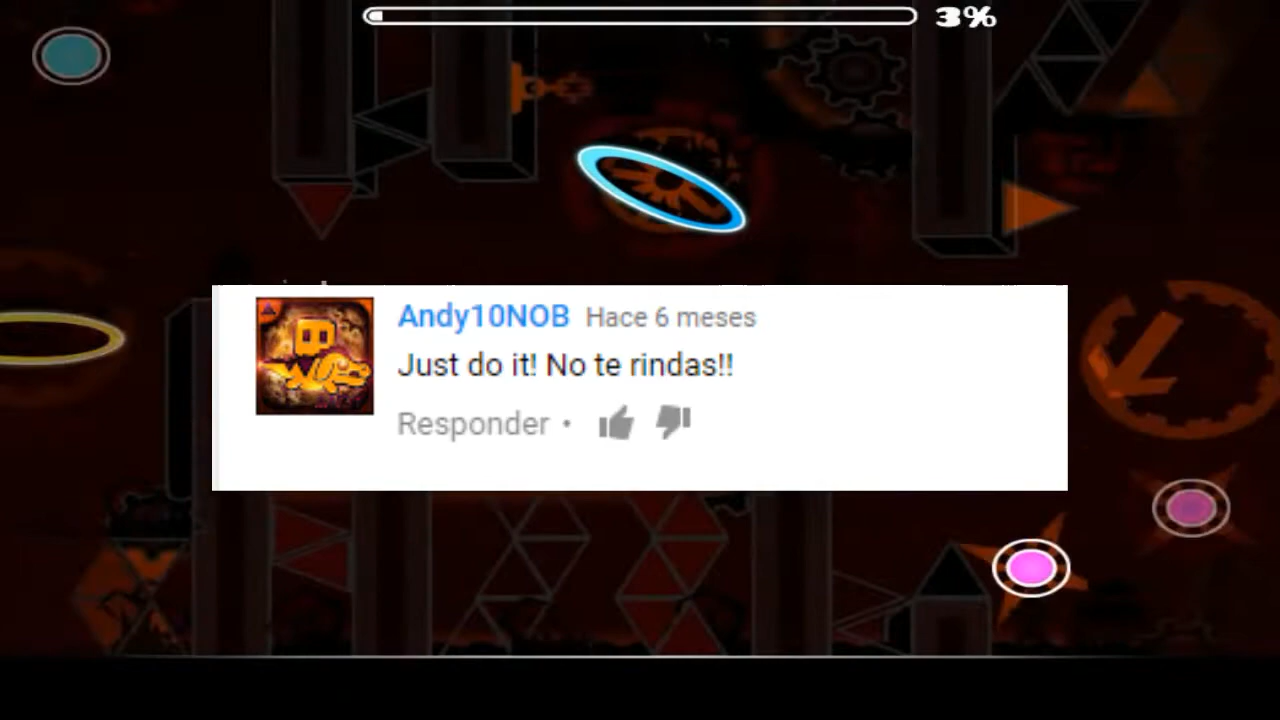 3%
Andy10NOB Hace 6 meses
Just do it! No te rindas!!
Responder •